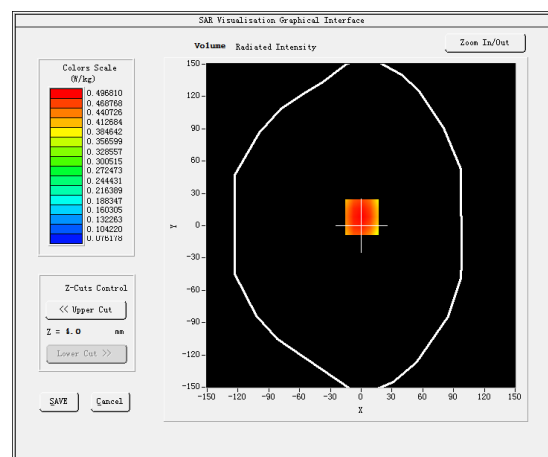 SAR Visualisation Graphical Interface
Volume Radiated Intensity
Zoom In/Out
Colors Scale
(W/kg)
0.496810
0.468768
0.440726
0.412684
0.384642
0.356599
0.328557
0.300515
0.272473
0.244431
0.216389
0.188347
0.160305
0.132263
0.104220
0.076178
Z-Cuts Control
<< Upper Cut
Z = 4.0 mm
Lower Cut >>
SAVE Cancel
150
120
90
60
30
0
-30
-60
-90
-120
-150
Y
-150 -120 -90 -60 -30 0 30 60 90 120 150
X